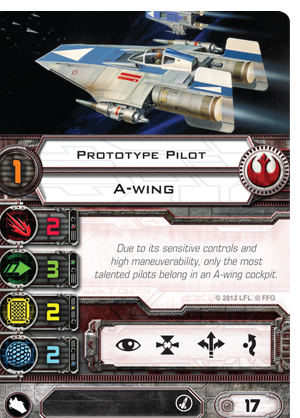 PROTOTYPE PILOT
1
A-WING
2
3
2
2
Due to its sensitive controls and
high maneuverability, only the most
talented pilots belong in an A-wing cockpit.
© 2012 LFL © FFG
17